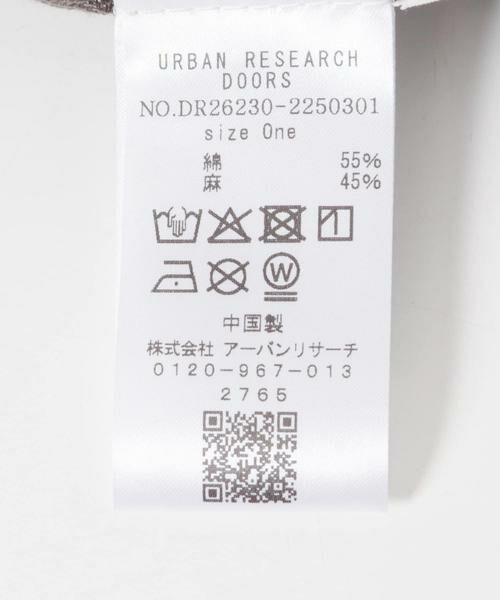 URBAN RESEARCH
DOORS
NO.DR26230-2250301
size One
綿 55%
麻 45%
W
中国製
株式会社 アーバンリサーチ
0120-967-013
2765